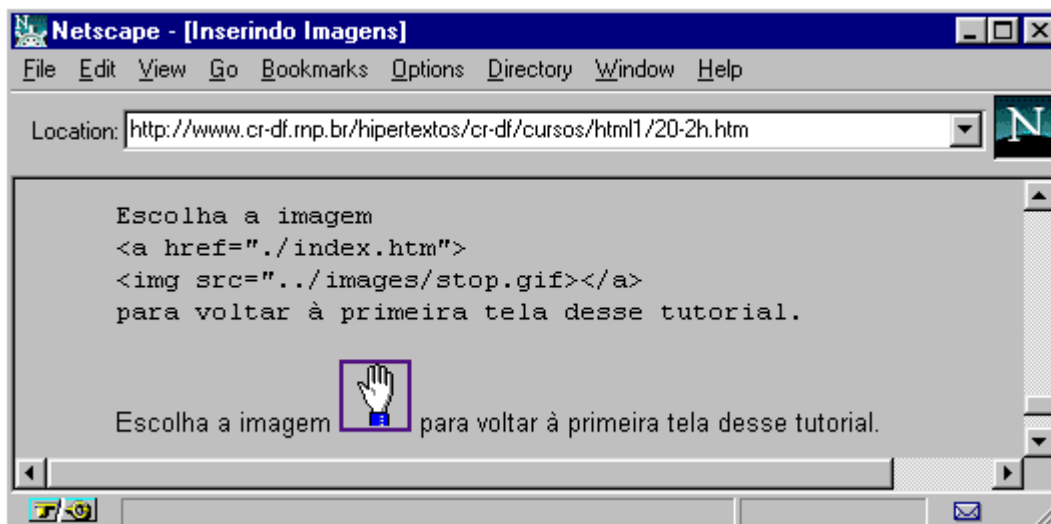 Netscape - [Inserindo Imagens]
File Edit View Go Bookmarks Options Directory Window Help
Location: http://www.cr-df.rnp.br/hipertextos/cr-df/cursos/html1/20-2h.htm
N
Escolha a imagem
<a href="./index.htm">
<img src="../images/stop.gif></a>
para voltar à primeira tela desse tutorial.
Escolha a imagem para voltar à primeira tela desse tutorial.